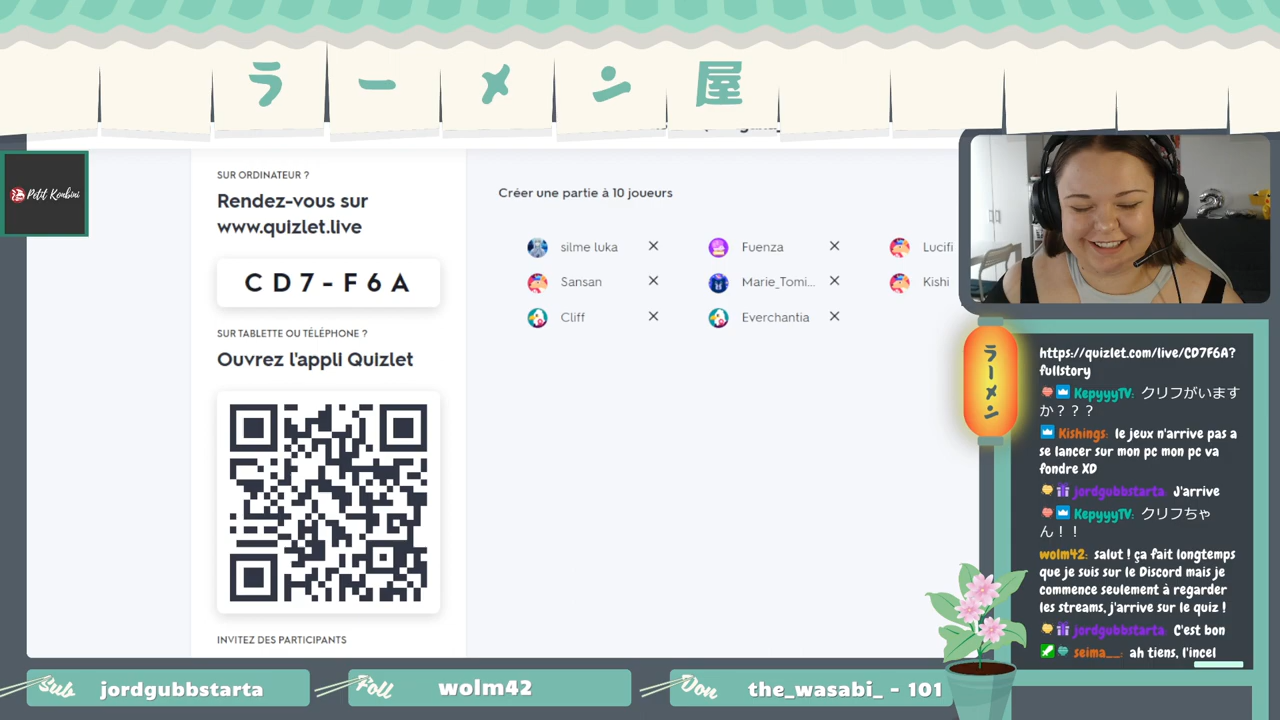 ラーメン屋
Petit Konbini
SUR ORDINATEUR ?
Rendez-vous sur
www.quizlet.live
CD7-F6A
SUR TABLETTE OU TÉLÉPHONE ?
Ouvrez l'appli Quizlet
INVITEZ DES PARTICIPANTS
Créer une partie à 10 joueurs
silme luka
Fuenza
Lucifi
Sansan
Marie_Tomi...
Kishi
Cliff
Everchantia
ラーメン
https://quizlet.com/live/CD7F6A?
fullstory
KepyyyTV: クリフがいます
か？？？
Kishings: le jeux n'arrive pas a
se lancer sur mon pc mon pc va
fondre XD
jordgubbstarta: J'arrive
KepyyyTV: クリフちゃ
ん！！
wolm42: salut ! ça fait longtemps
que je suis sur le Discord mais je
commence seulement à regarder
les streams, j'arrive sur le quiz !
jordgubbstarta: C'est bon
seima__: ah tiens, l'incel
Sub jordgubbstarta
Foll wolm42
Don the_wasabi_ - 101